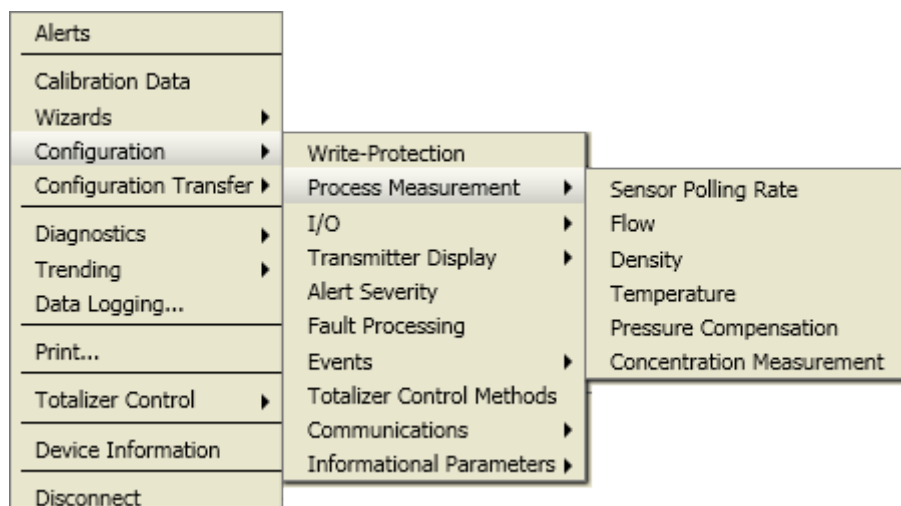 Alerts
Calibration Data
Wizards
Configuration
Configuration Transfer
Diagnostics
Trending
Data Logging...
Print...
Totalizer Control
Device Information
Disconnect
Write-Protection
Process Measurement
I/O
Transmitter Display
Alert Severity
Fault Processing
Events
Totalizer Control Methods
Communications
Informational Parameters
Sensor Polling Rate
Flow
Density
Temperature
Pressure Compensation
Concentration Measurement